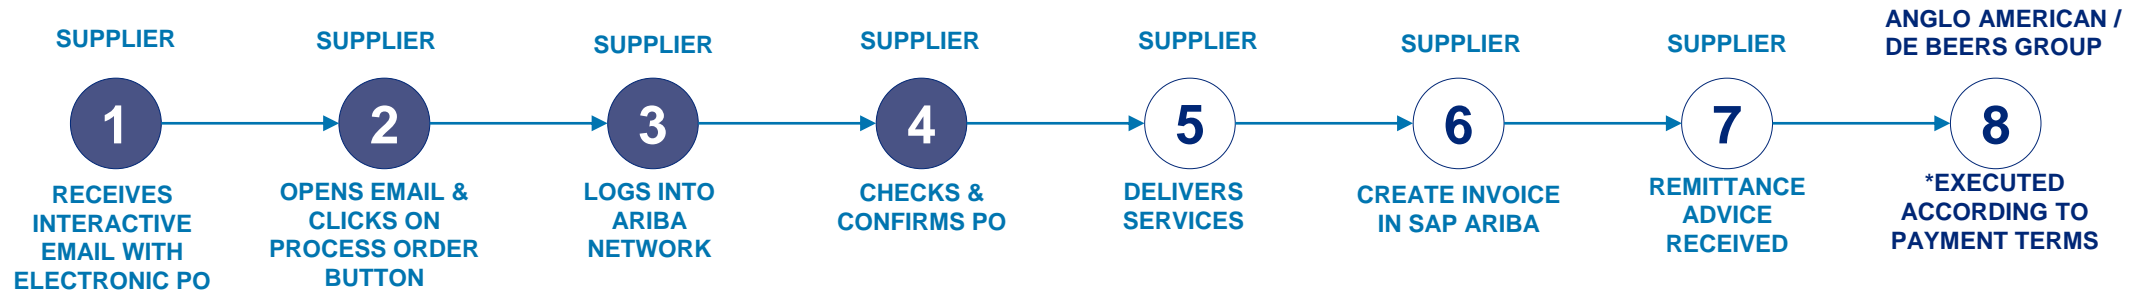 SUPPLIER
1
RECEIVES
INTERACTIVE
EMAIL WITH
ELECTRONIC PO
SUPPLIER
2
OPENS EMAIL &
CLICKS ON
PROCESS ORDER
BUTTON
SUPPLIER
3
LOGS INTO
ARIBA
NETWORK
SUPPLIER
4
CHECKS &
CONFIRMS PO
SUPPLIER
5
DELIVERS
SERVICES
SUPPLIER
6
CREATE INVOICE
IN SAP ARIBA
SUPPLIER
7
REMITTANCE
ADVICE
RECEIVED
ANGLO AMERICAN /
DE BEERS GROUP
8
*EXECUTED
ACCORDING TO
PAYMENT TERMS